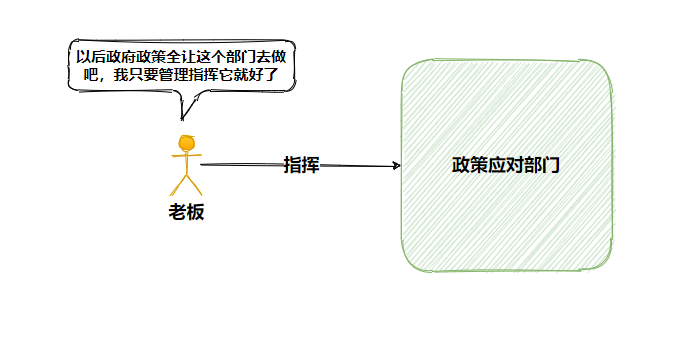 以后政府政策全让这个部门去做
吧，我只要管理指挥它就好了
指挥
政策应对部门
老板